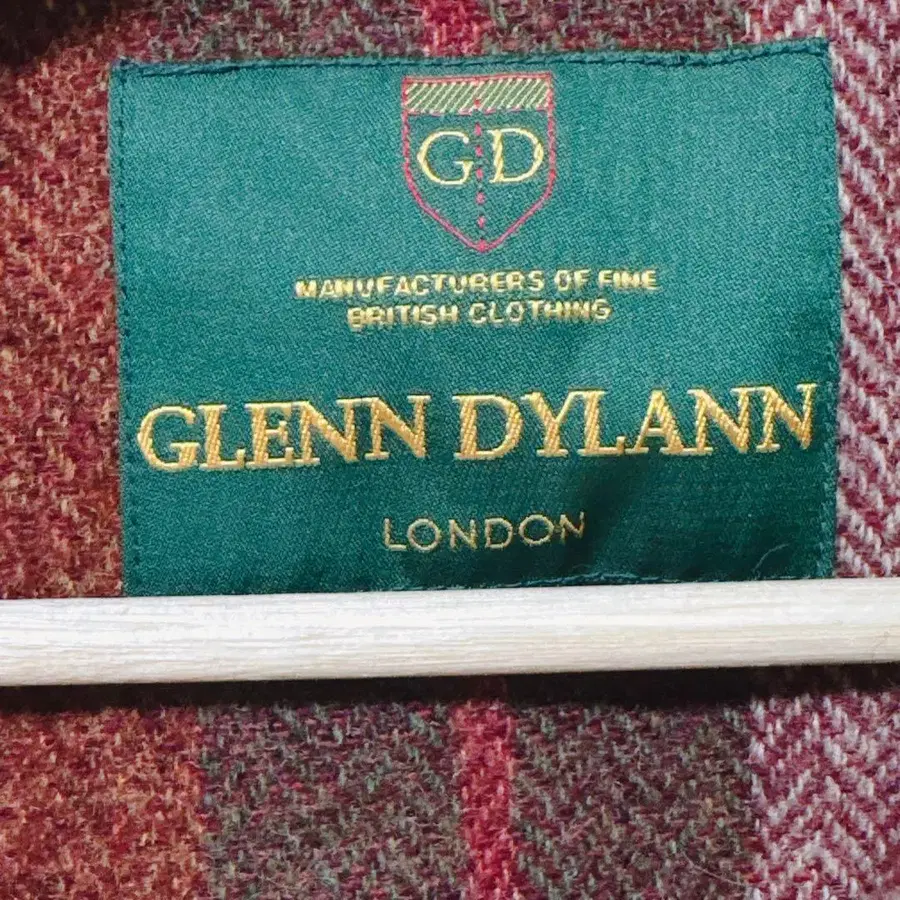 GD
MANUFACTURERS OF FINE
BRITISH CLOTHING
GLENN DYLANN
LONDON